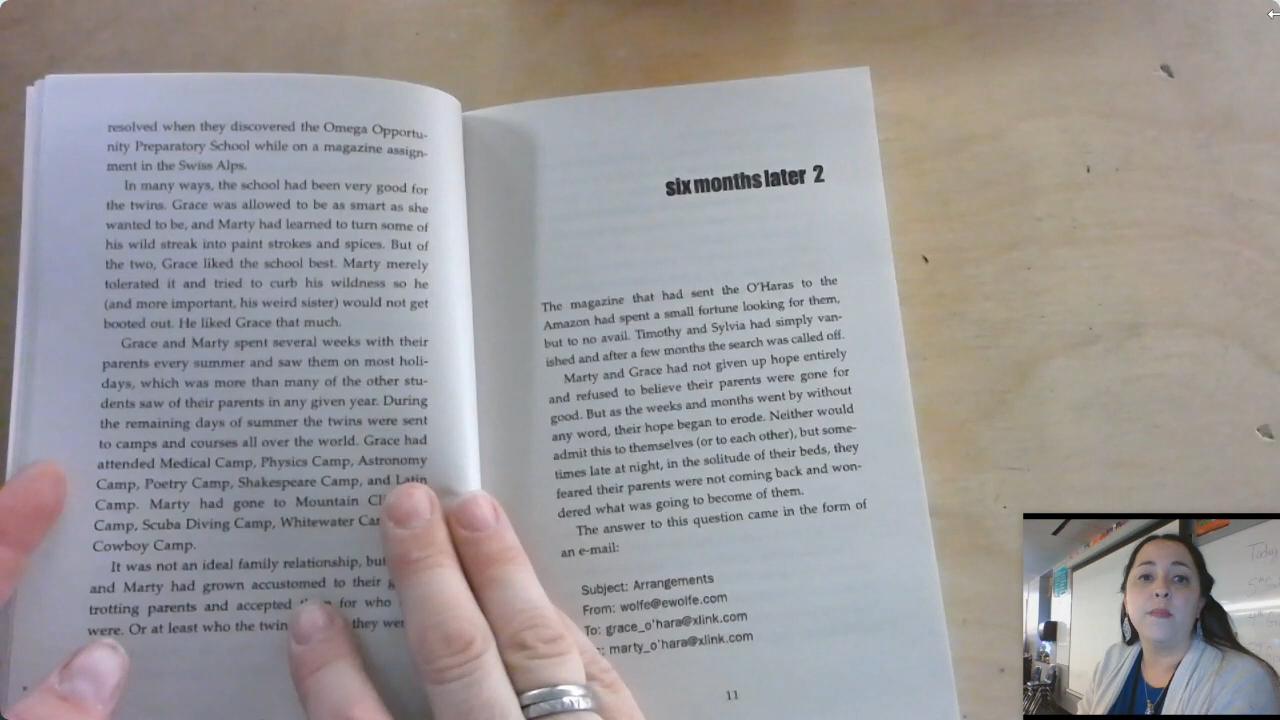 resolved when they discovered the Omega Opportu-
nity Preparatory School while on a magazine assign-
ment in the Swiss Alps.
In many ways, the school had been very good for
the twins. Grace was allowed to be as smart as she
wanted to be, and Marty had learned to turn some of
his wild streak into paint strokes and spices. But of
the two, Grace liked the school best. Marty merely
tolerated it and tried to curb his wildness so he
(and more important, his weird sister) would not get
booted out. He liked Grace that much.
Grace and Marty spent several weeks with their
parents every summer and saw them on most holi-
days, which was more than many of the other stu-
dents saw of their parents in any given year. During
the remaining days of summer the twins were sent
to camps and courses all over the world. Grace had
attended Medical Camp, Physics Camp, Astronomy
Camp, Poetry Camp, Shakespeare Camp, and Latin
Camp. Marty had gone to Mountain
Camp, Scuba Diving Camp, Whitewater
Cowboy Camp.
It was not an ideal family relationship, but
and Marty had grown accustomed to their
trotting parents and accepted for who
were. Or at least who the twin they
six months later 2
The magazine that had sent the O'Haras to the
Amazon had spent a small fortune looking for them,
but to no avail. Timothy and Sylvia had simply van-
ished and after a few months the search was called off.
Marty and Grace had not given up hope entirely
and refused to believe their parents were gone for
good. But as the weeks and months went by without
any word, their hope began to erode. Neither would
admit this to themselves (or to each other), but some-
times late at night, in the solitude of their beds, they
feared their parents were not coming back and won-
dered what was going to become of them.
The answer to this question came in the form of
an e-mail:
Subject: Arrangements
From: wolfe@ewolfe.com
To: grace_o'hara@xlink.com
marty_o'hara@xlink.com
11